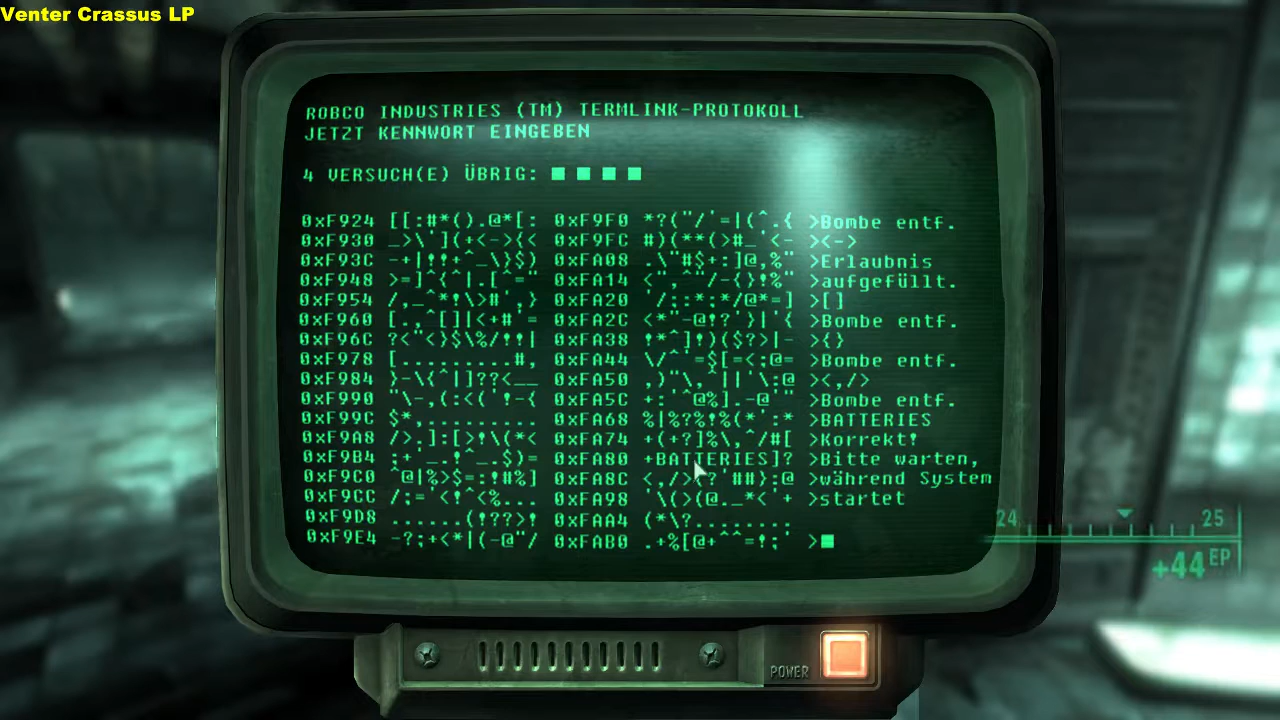 Venter Crassus LP
ROBCO INDUSTRIES (TM) TERMLINK-PROTOKOLL
JETZT KENNWORT EINGEBEN
4 VERSUCH(E) ÜBRIG: ■ ■ ■ ■
0xF924 [[:#*().@*[: 0xF9F0 *?("/'=|(^.{ >Bombe entf.
0xF930 _>\'](+<->{< 0xF9FC #)(**(>#_'<- ><->
0xF93C -+|!!+^_\}$) 0xFA08 .\"#$+:]@,%" >Erlaubnis
0xF948 >=]^{^|.[^=" 0xFA14 <",^"/-{}!%" >aufgefüllt.
0xF954 /,_^*!\>#',} 0xFA20 '/::*;*/@*=] >[]
0xF960 [.,^[]|<+#'= 0xFA2C <*"-@!?'}|'{ >Bombe entf.
0xF96C ?<"<}$\%/!!| 0xFA38 !*^]!)($?>|- >{}
0xF978 [.........#, 0xFA44 \/^'=$[=<;@= >Bombe entf.
0xF984 }-\{^|]??<__ 0xFA50 ,)"\,^||'\:@ ><,/>
0xF990 "\-,(:<('!-{ 0xFA5C +:'^@%].-@'" >Bombe entf.
0xF99C $*,......... 0xFA68 %|%?%!%(*':* >BATTERIES
0xF9A8 />.]:[>!\(*< 0xFA74 +(+?]%\,^/#[ >Korrekt!
0xF9B4 ;+'_.!^_.$)= 0xFA80 +BATTERIES]? >Bitte warten,
0xF9C0 ^@|%>$=:!#%] 0xFA8C <,/> ?'##}:@ >während System
0xF9CC /;='<!^<%... 0xFA98 '\(>(@._*<'+ >startet
0xF9D8 ......(!??>! 0xFAA4 (*\?........
0xF9E4 -?;+<*|(-@"/ 0xFAB0 .+%[@+^^=!;' >■
24 25
+44 EP
POWER